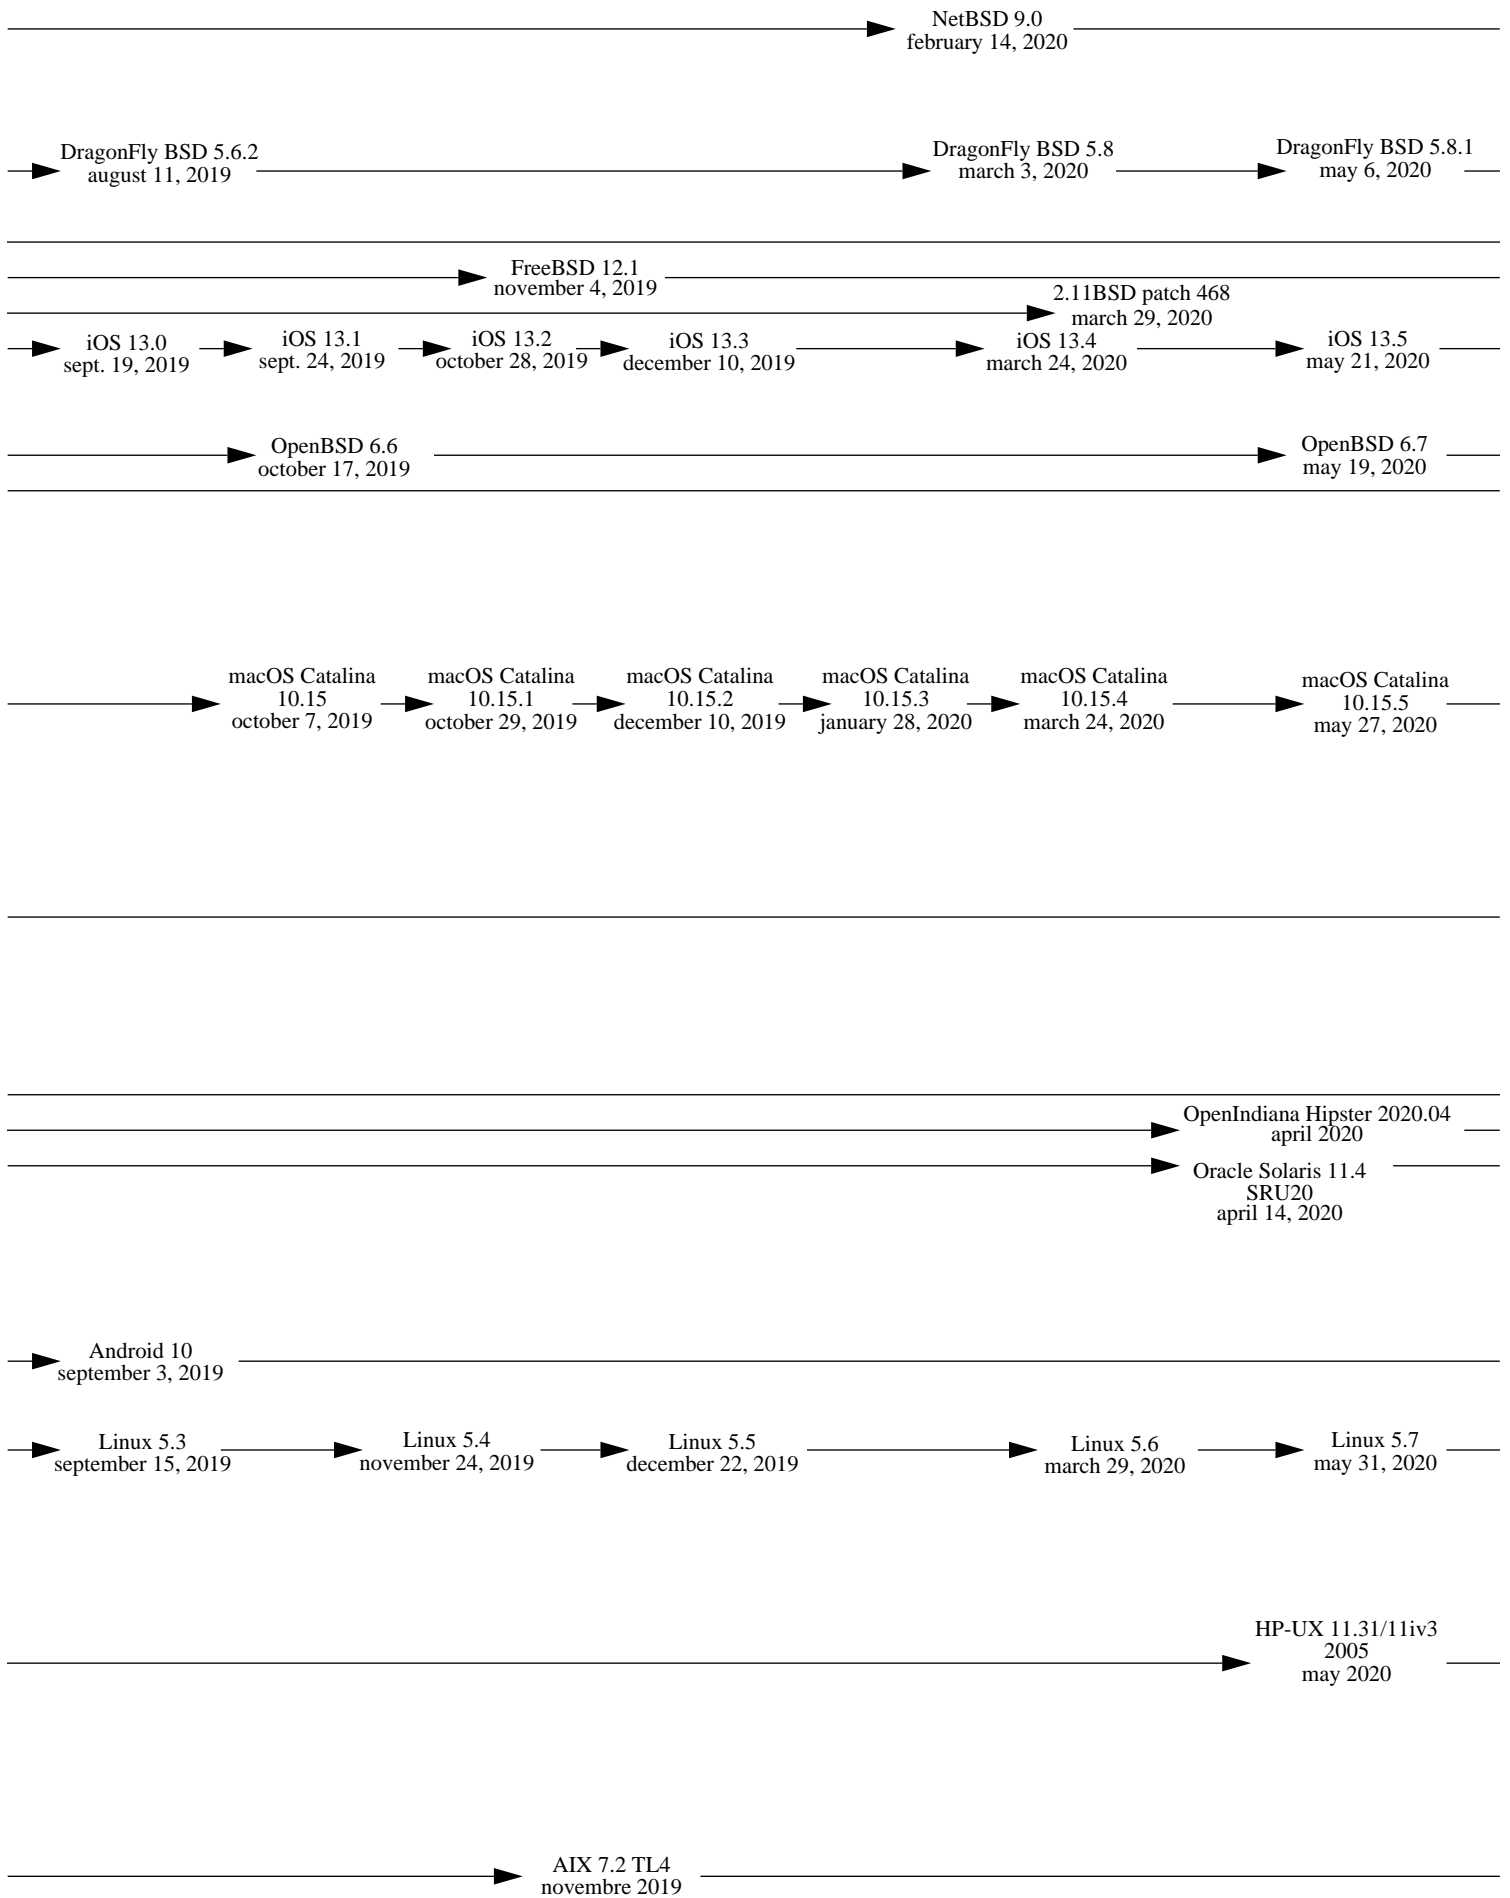 NetBSD 9.0
february 14, 2020
DragonFly BSD 5.6.2
august 11, 2019
DragonFly BSD 5.8
march 3, 2020
DragonFly BSD 5.8.1
may 6, 2020
FreeBSD 12.1
november 4, 2019
2.11BSD patch 468
march 29, 2020
iOS 13.0
sept. 19, 2019
iOS 13.1
sept. 24, 2019
iOS 13.2
october 28, 2019
iOS 13.3
december 10, 2019
iOS 13.4
march 24, 2020
iOS 13.5
may 21, 2020
OpenBSD 6.6
october 17, 2019
OpenBSD 6.7
may 19, 2020
macOS Catalina
10.15
october 7, 2019
macOS Catalina
10.15.1
october 29, 2019
macOS Catalina
10.15.2
december 10, 2019
macOS Catalina
10.15.3
january 28, 2020
macOS Catalina
10.15.4
march 24, 2020
macOS Catalina
10.15.5
may 27, 2020
OpenIndiana Hipster 2020.04
april 2020
Oracle Solaris 11.4
SRU20
april 14, 2020
Android 10
september 3, 2019
Linux 5.3
september 15, 2019
Linux 5.4
november 24, 2019
Linux 5.5
december 22, 2019
Linux 5.6
march 29, 2020
Linux 5.7
may 31, 2020
HP-UX 11.31/11iv3
2005
may 2020
AIX 7.2 TL4
novembre 2019